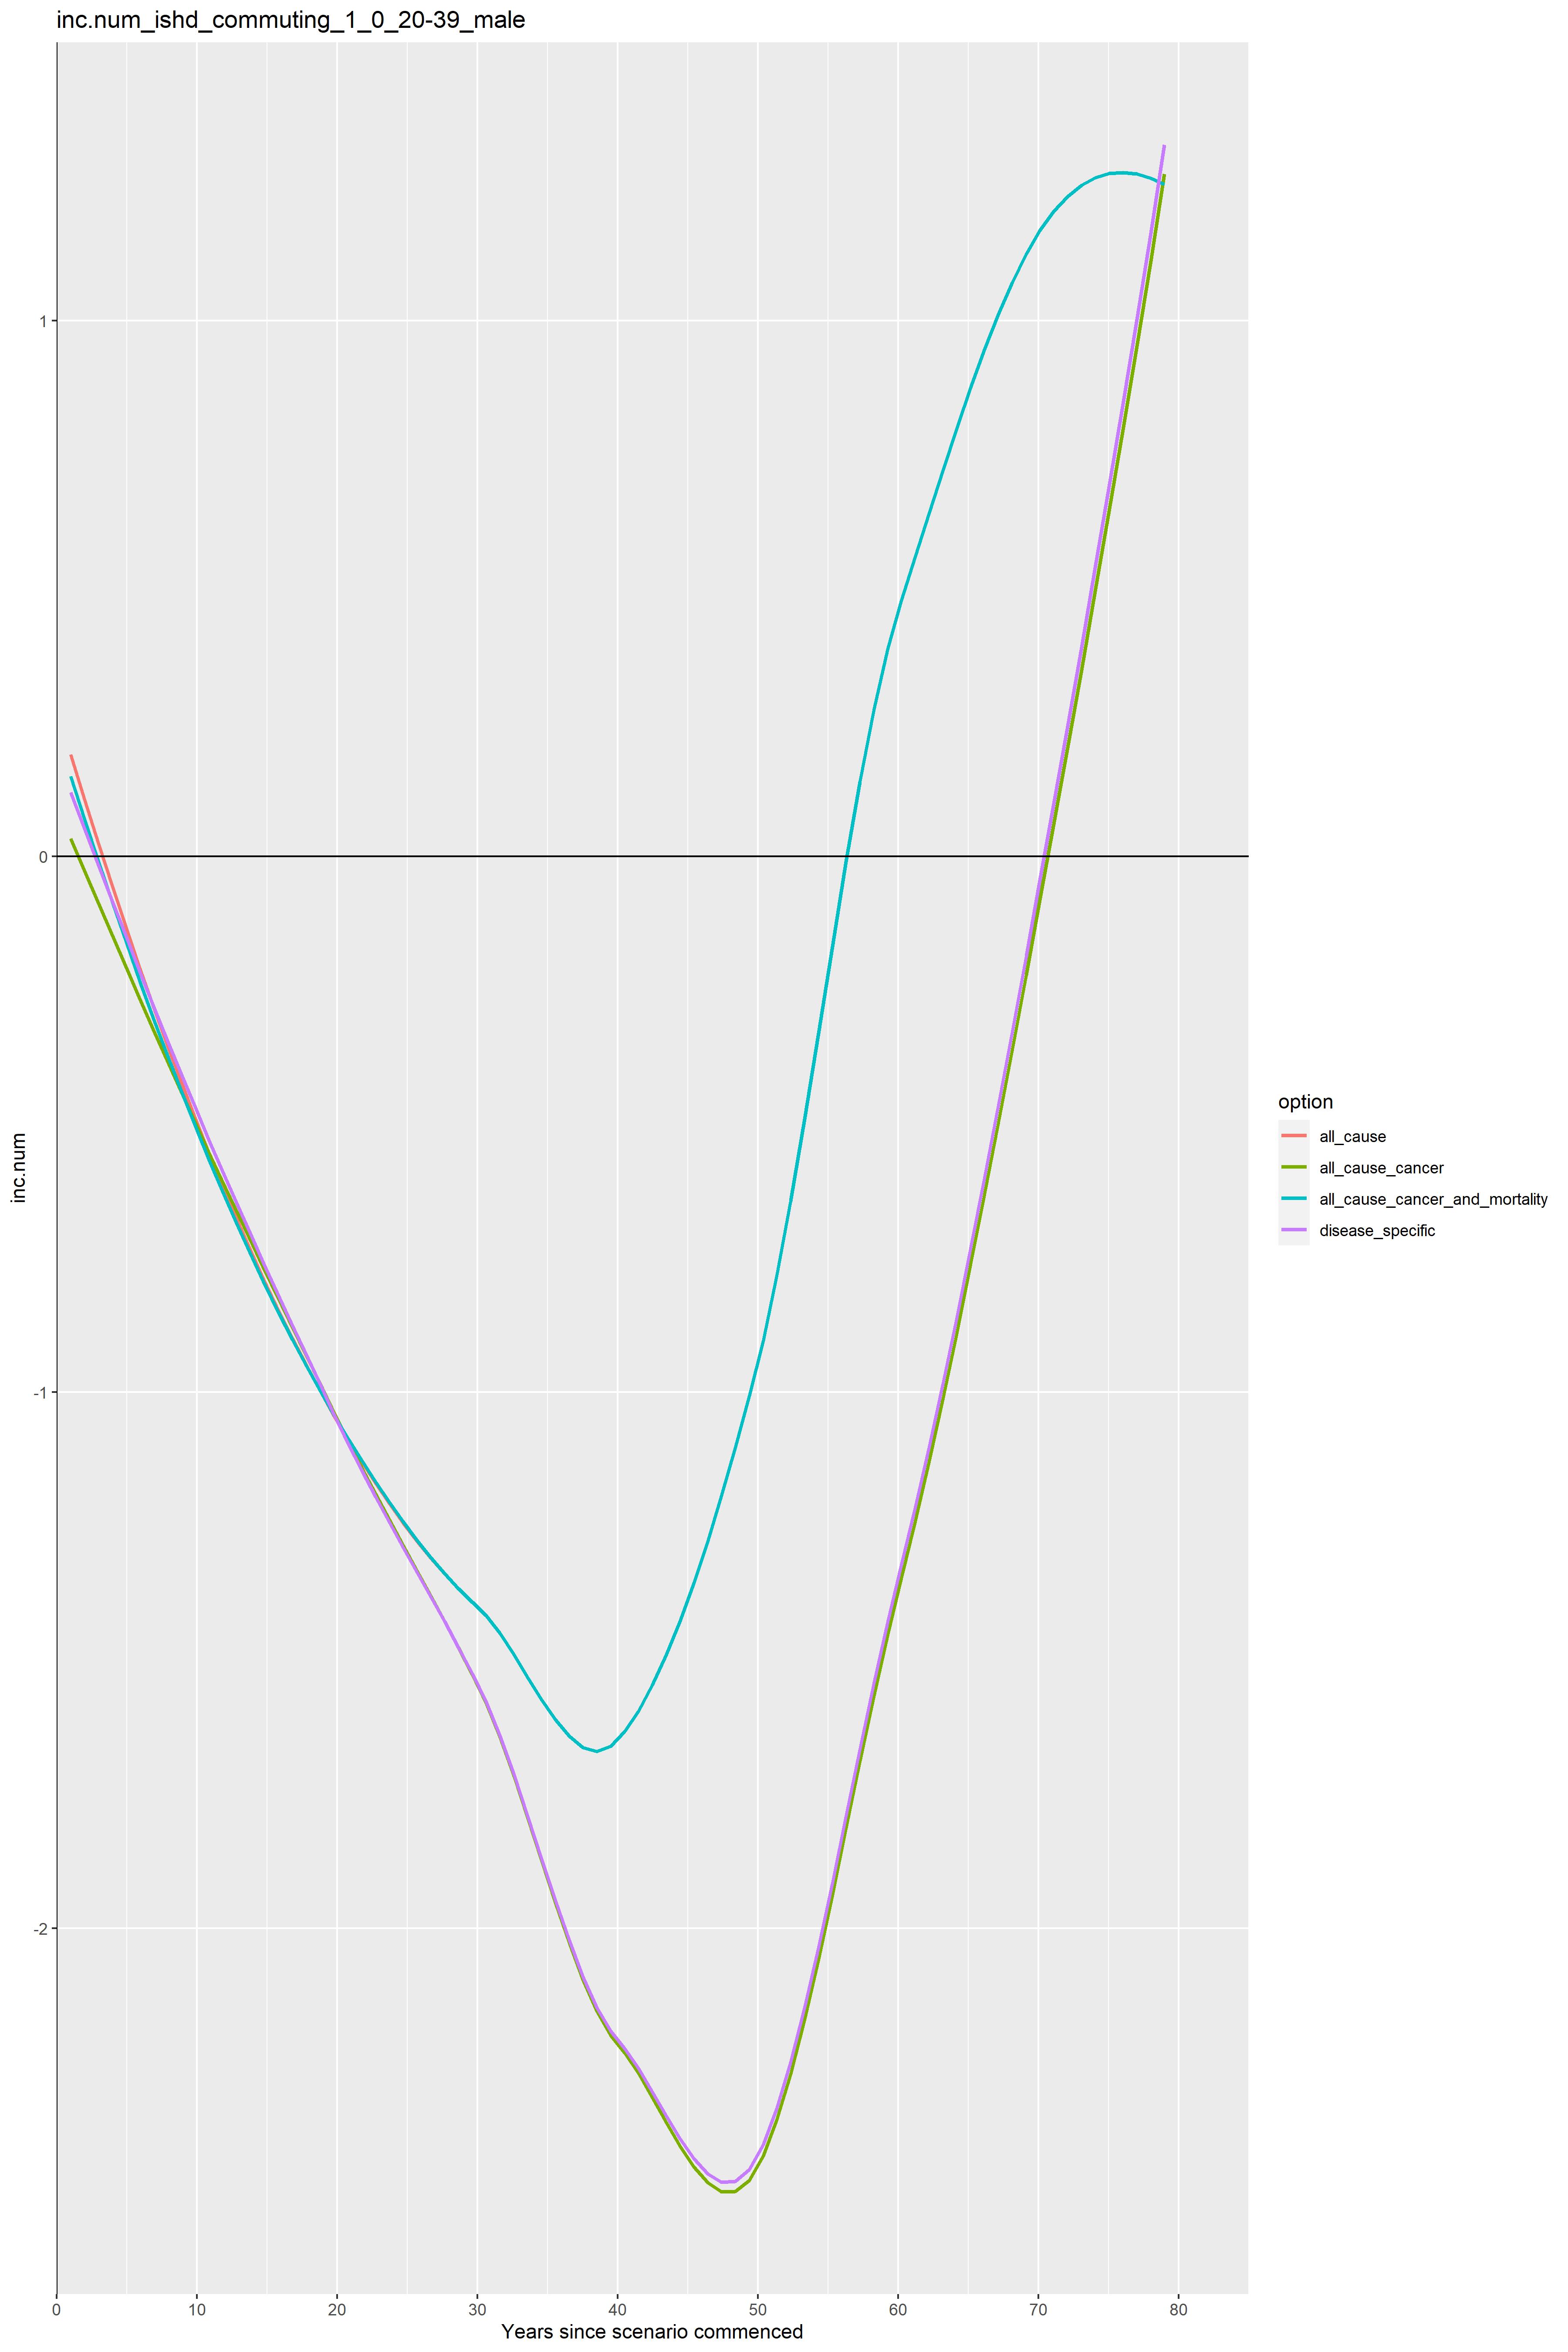 inc.num_ishd_commuting_1_0_20-39_male
1
0
-1
-2
inc.num
0 10 20 30 40 50 60 70 80
Years since scenario commenced
option
all_cause
all_cause_cancer
all_cause_cancer_and_mortality
disease_specific